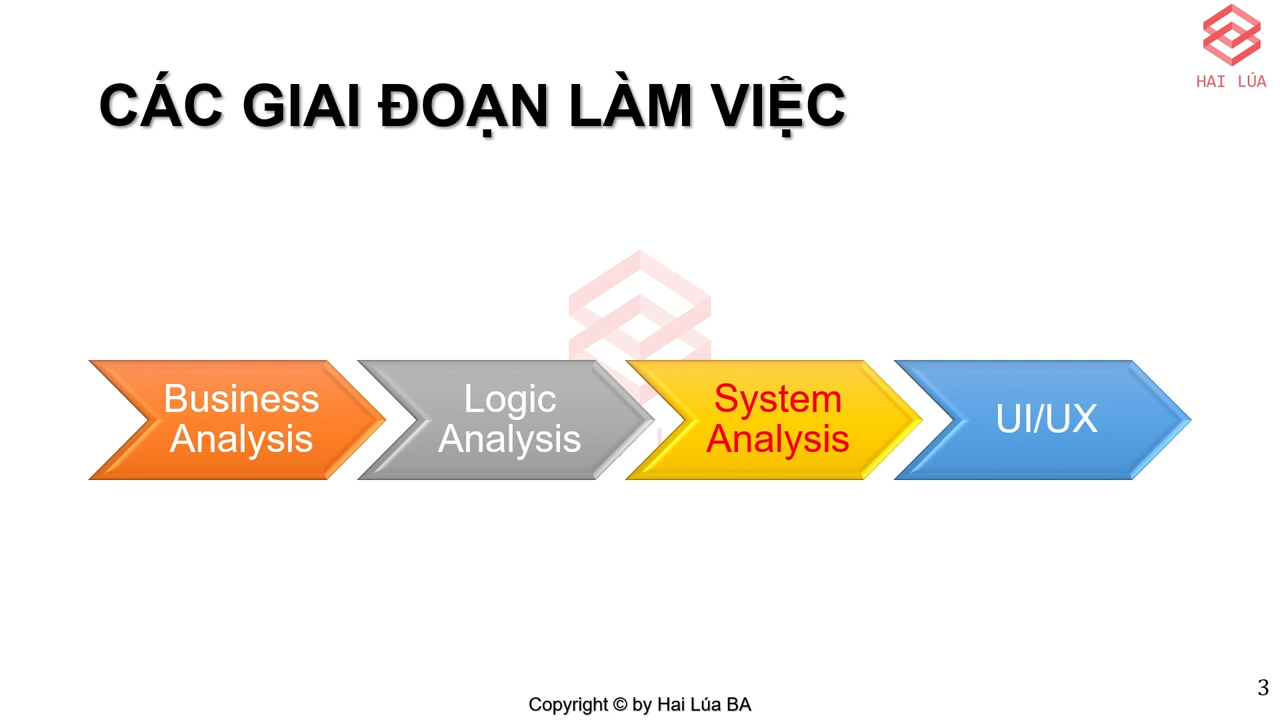 HAI LÚA
CÁC GIAI ĐOẠN LÀM VIỆC
Business
Analysis
Logic
Analysis
System
Analysis
UI/UX
3
Copyright © by Hai Lúa BA